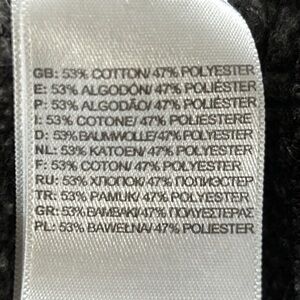 GB: 53% COTTON/ 47% POLYESTER
E: 53% ALGODÓN/ 47% POLIÉSTER
P: 53% ALGODÃO/ 47% POLIÉSTER
I: 53% COTONE/ 47% POLIESTERE
D: 53%BAUMWOLLE/ 47% POLYESTER
NL: 53% KATOEN/ 47% POLYESTER
F: 53% COTON/ 47% POLYESTER
RU: 53% ХЛОПОК/ 47% ПОЛИЭСТЕР
TR: 53% PAMUK/ 47% POLYESTER
GR: 53% ΒΑΜΒΑΚΙ/ 47% ΠΟΛΥΕΣΤΕΡΑΣ
PL: 53% BAWEŁNA/ 47% POLIESTER